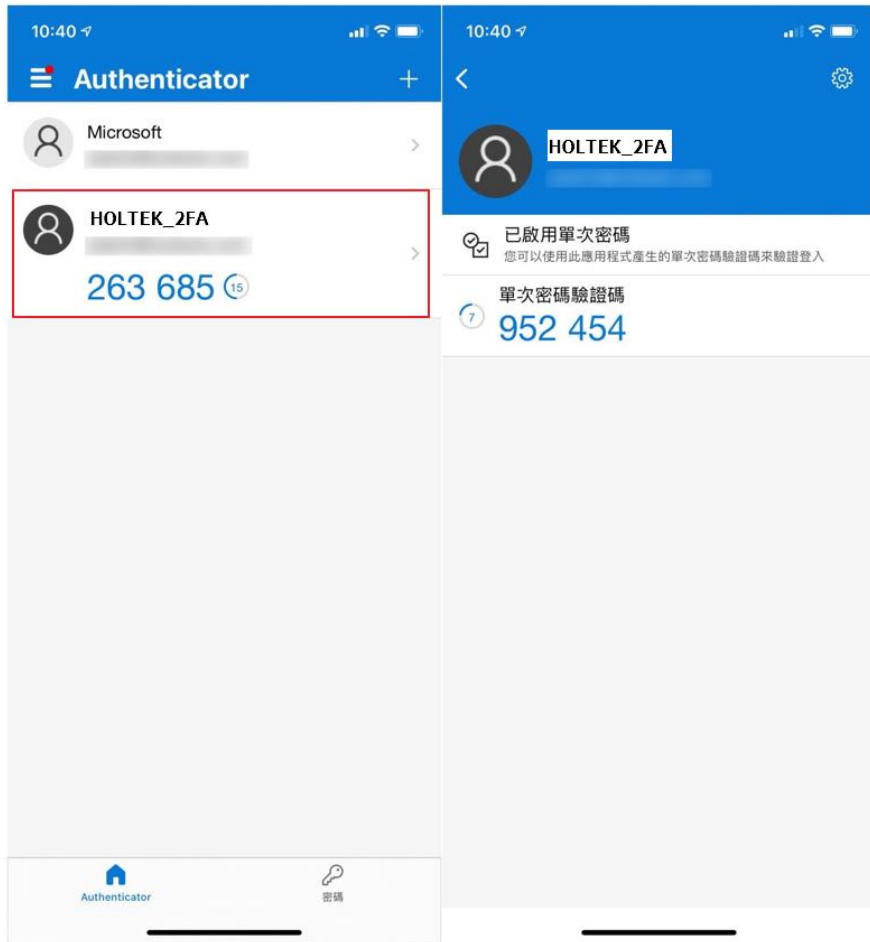 10:40
Authenticator
Microsoft
HOLTEK_2FA
263 685 15
Authenticator
密碼
10:40
HOLTEK_2FA
已啟用單次密碼
您可以使用此應用程式產生的單次密碼驗證碼來驗證登入
單次密碼驗證碼
7
952 454